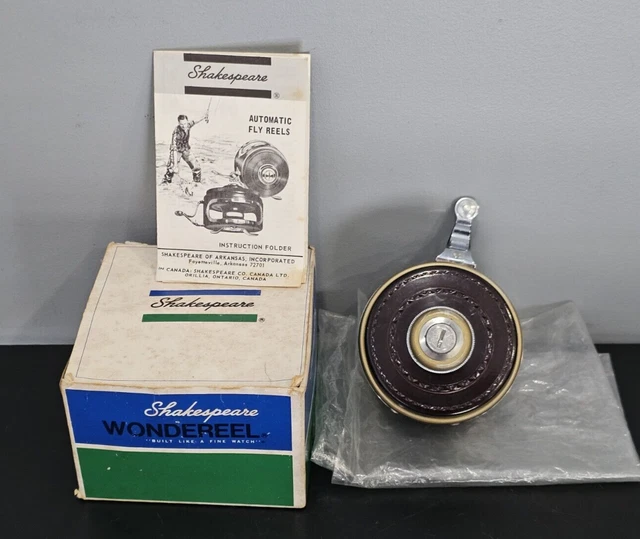 Shakespeare
®
AUTOMATIC
FLY REELS
INSTRUCTION FOLDER
SHAKESPEARE OF ARKANSAS, INCORPORATED
Fayetteville, Arkansas 72701
IN CANADA: SHAKESPEARE CO. CANADA LTD.
ORILLIA, ONTARIO, CANADA
Shakespeare
®
Shakespeare
WONDEREEL®
"BUILT LIKE A FINE WATCH"